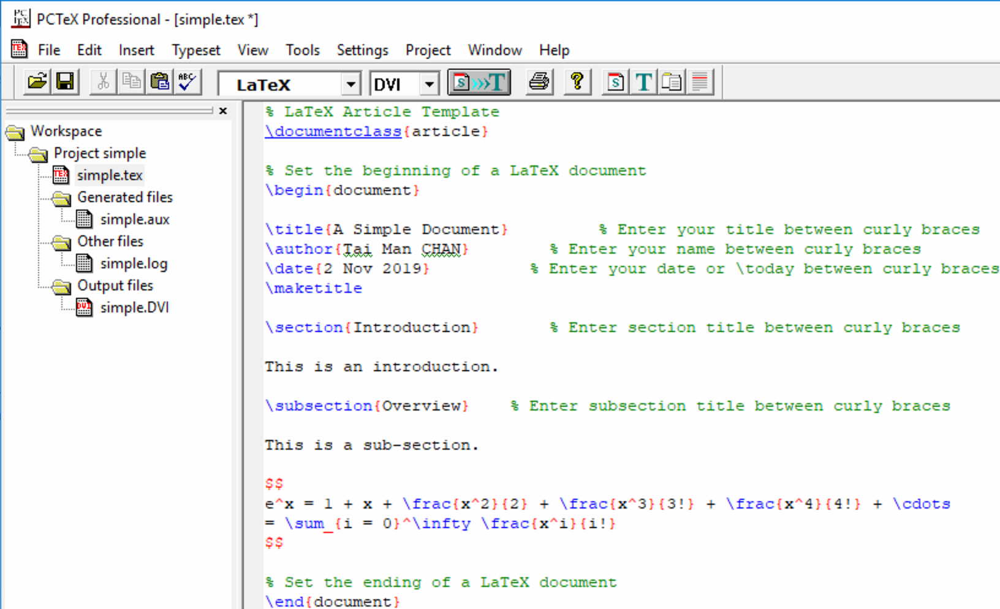 PCTeX Professional - [simple.tex *]
File Edit Insert Typeset View Tools Settings Project Window Help
ABC LaTeX DVI S T ? S T
Workspace
Project simple
simple.tex
Generated files
simple.aux
Other files
simple.log
Output files
simple.DVI
% LaTeX Article Template
\documentclass{article}
% Set the beginning of a LaTeX document
\begin{document}
\title{A Simple Document} % Enter your title between curly braces
\author{Tai Man CHAN} % Enter your name between curly braces
\date{2 Nov 2019} % Enter your date or \today between curly braces
\maketitle
\section{Introduction} % Enter section title between curly braces
This is an introduction.
\subsection{Overview} % Enter subsection title between curly braces
This is a sub-section.
$$
e^x = 1 + x + \frac{x^2}{2} + \frac{x^3}{3!} + \frac{x^4}{4!} + \cdots
= \sum_{i = 0}^\infty \frac{x^i}{i!}
$$
% Set the ending of a LaTeX document
\end{document}